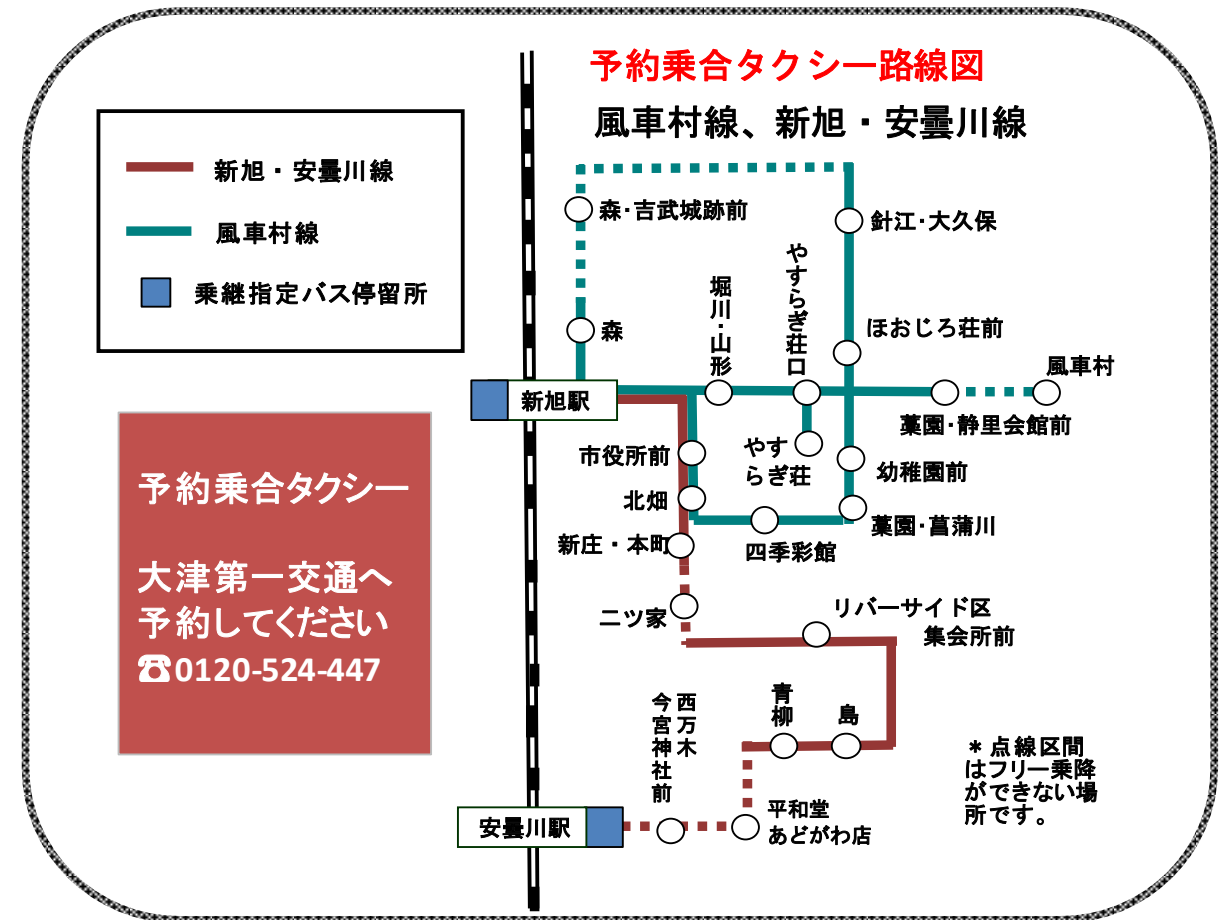 予約乗合タクシー路線図
風車村線、新旭・安曇川線
新旭・安曇川線
風車村線
乗継指定バス停留所
森・吉武城跡前
針江・大久保
やすらぎ荘口
堀川・山形
森
ほおじろ荘前
風車村
新旭駅
藁園・静里会館前
市役所前
やす
らぎ荘
幼稚園前
北畑
藁園・菖蒲川
新庄・本町
四季彩館
予約乗合タクシー
大津第一交通へ
予約してください
☎0120-524-447
二ツ家
リバーサイド区
集会所前
西万木
今宮神社前
青柳
島
*点線区間
はフリー乗降
ができない場
所です。
平和堂
あどがわ店
安曇川駅